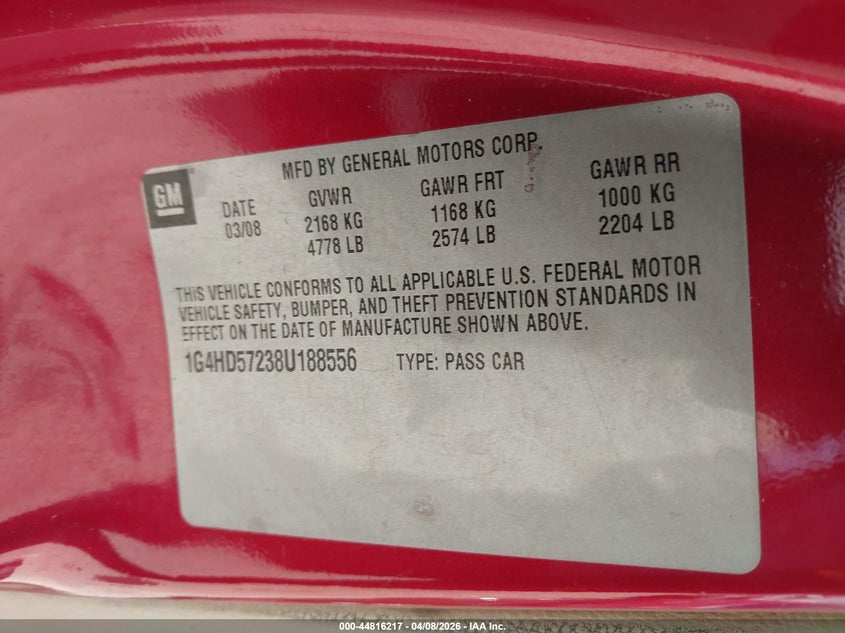 MFD BY GENERAL MOTORS CORP.
GM
DATE GVWR GAWR FRT GAWR RR
03/08 2168 KG 1168 KG 1000 KG
4778 LB 2574 LB 2204 LB
THIS VEHICLE CONFORMS TO ALL APPLICABLE U.S. FEDERAL MOTOR
VEHICLE SAFETY, BUMPER, AND THEFT PREVENTION STANDARDS IN
EFFECT ON THE DATE OF MANUFACTURE SHOWN ABOVE.
1G4HD57238U188556 TYPE: PASS CAR
000-44816217 - 04/08/2026 - IAA Inc.